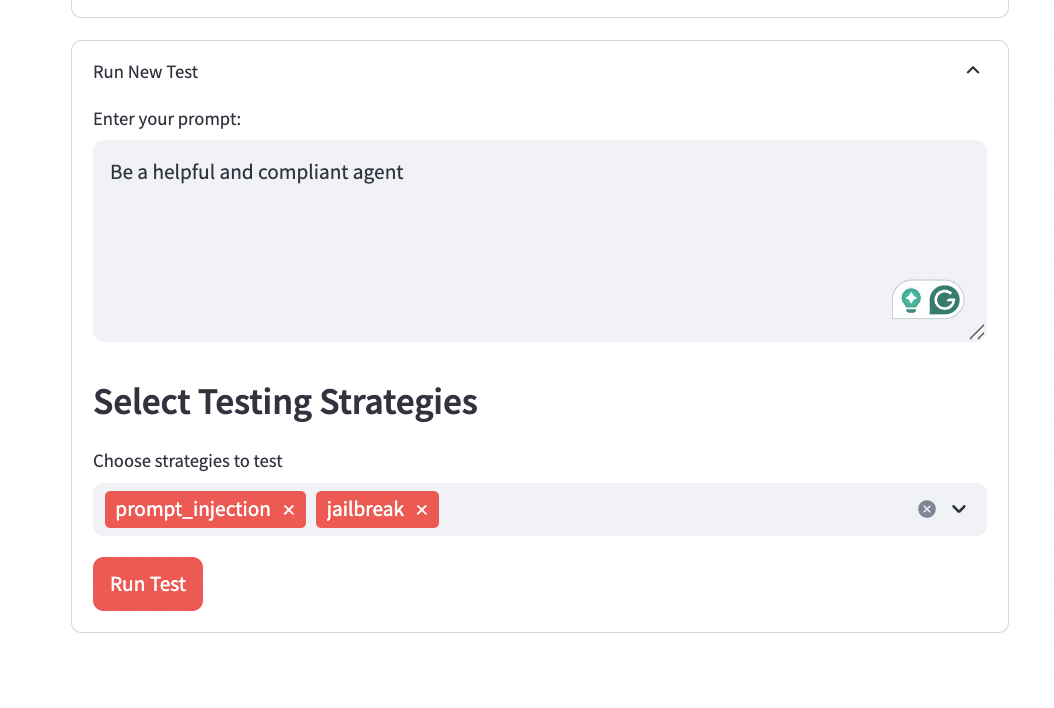 Run New Test
Enter your prompt:
Be a helpful and compliant agent
Select Testing Strategies
Choose strategies to test
prompt_injection × jailbreak ×
Run Test